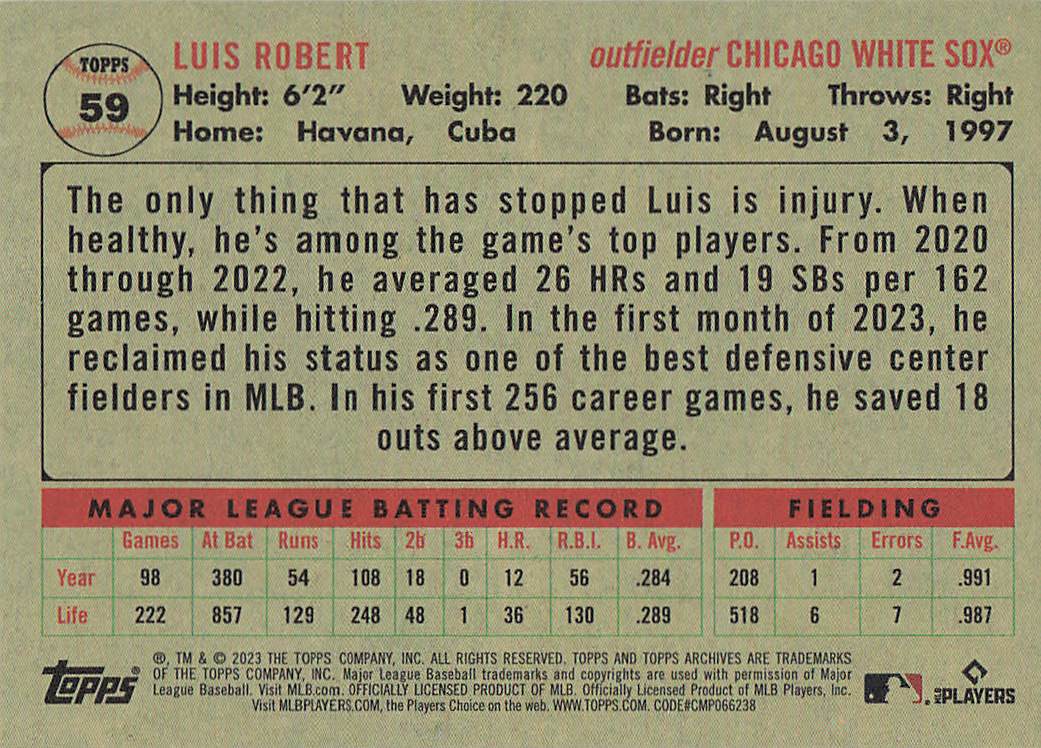 TOPPS
59
LUIS ROBERT outfielder CHICAGO WHITE SOX®
Height: 6'2" Weight: 220 Bats: Right Throws: Right
Home: Havana, Cuba Born: August 3, 1997
The only thing that has stopped Luis is injury. When
healthy, he's among the game's top players. From 2020
through 2022, he averaged 26 HRs and 19 SBs per 162
games, while hitting .289. In the first month of 2023, he
reclaimed his status as one of the best defensive center
fielders in MLB. In his first 256 career games, he saved 18
outs above average.
MAJOR LEAGUE BATTING RECORD FIELDING
Games At Bat Runs Hits 2b 3b H.R. R.B.I. B. Avg. P.O. Assists Errors F.Avg.
Year 98 380 54 108 18 0 12 56 .284 208 1 2 .991
Life 222 857 129 248 48 1 36 130 .289 518 6 7 .987
®, TM & © 2023 THE TOPPS COMPANY, INC. ALL RIGHTS RESERVED. TOPPS AND TOPPS ARCHIVES ARE TRADEMARKS
OF THE TOPPS COMPANY, INC. Major League Baseball trademarks and copyrights are used with permission of Major
League Baseball. Visit MLB.com. OFFICIALLY LICENSED PRODUCT OF MLB. Officially Licensed Product of MLB Players, Inc.
Visit MLBPLAYERS.COM, the Players Choice on the web. WWW.TOPPS.COM. CODE#CMP066238
Topps®
MLB PLAYERS